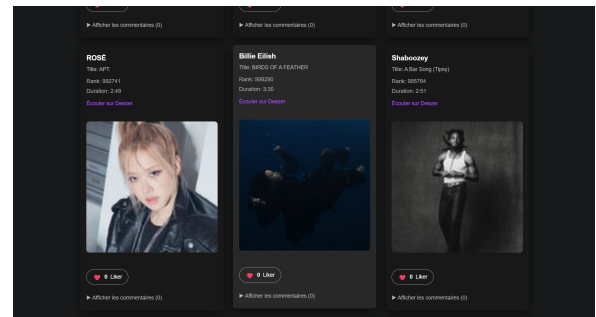 ▶ Afficher les commentaires (0)
▶ Afficher les commentaires (0)
▶ Afficher les commentaires (0)
ROSÉ
Title: APT.
Rank: 992741
Duration: 2:49
Écouter sur Deezer
0 Liker
▶ Afficher les commentaires (0)
Billie Eilish
Title: BIRDS OF A FEATHER
Rank: 998290
Duration: 3:30
Écouter sur Deezer
0 Liker
▶ Afficher les commentaires (0)
Shaboozey
Title: A Bar Song (Tipsy)
Rank: 995764
Duration: 2:51
Écouter sur Deezer
0 Liker
▶ Afficher les commentaires (0)